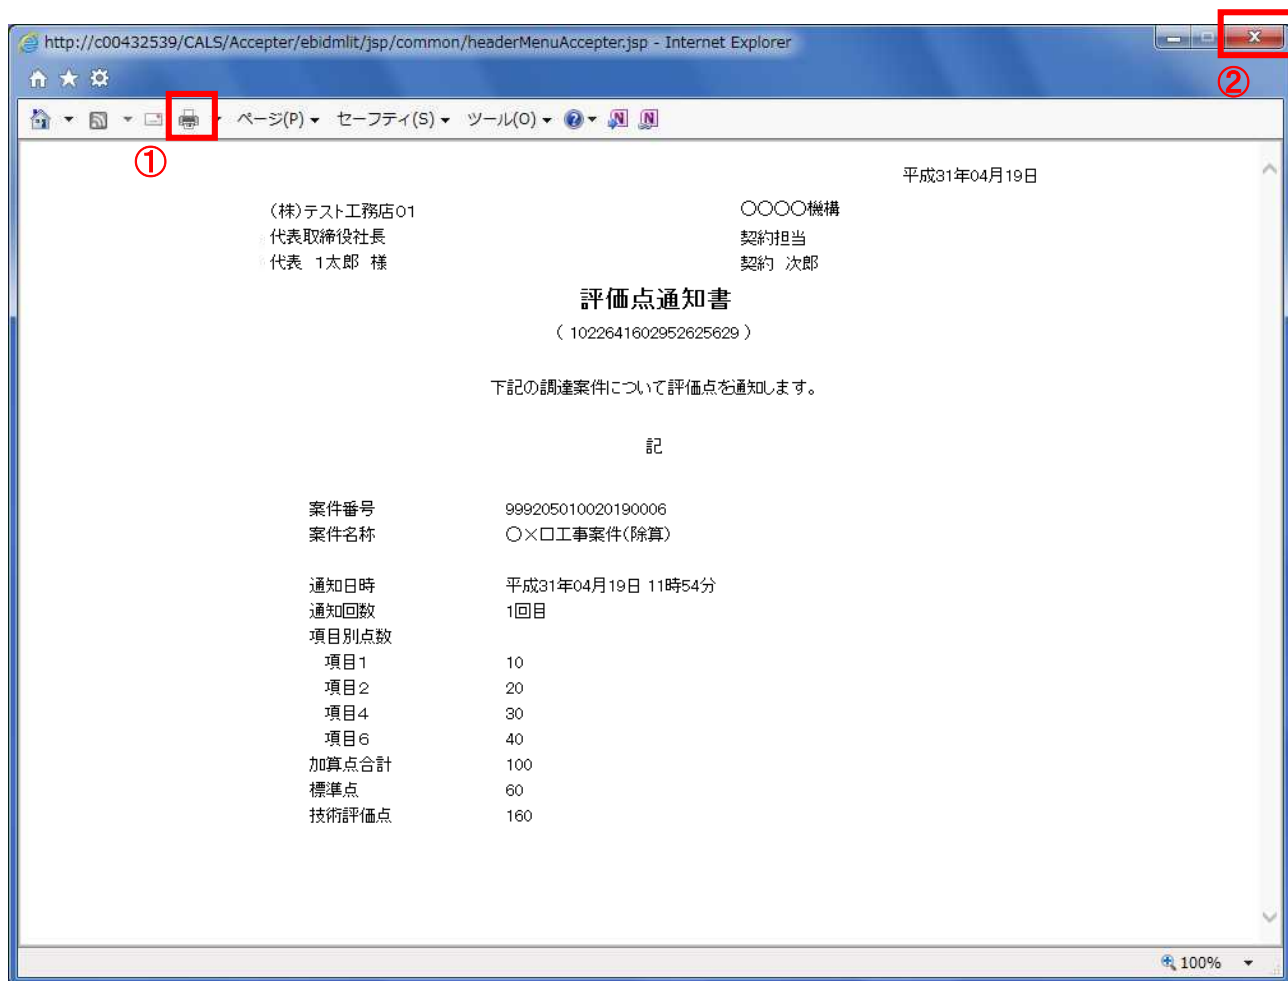 http://c00432539/CALS/Accepter/ebidmlit/jsp/common/headerMenuAccepter.jsp - Internet Explorer
②
ページ(P) セーフティ(S) ツール(O)
①
平成31年04月19日
(株)テスト工務店01
〇〇〇〇機構
代表取締役社長
契約担当
代表 1太郎 様
契約 次郎
評価点通知書
( 1022641602952625629 )
下記の調達案件について評価点を通知します。
記
案件番号 999205010020190006
案件名称 〇×口工事案件(除算)
通知日時 平成31年04月19日 11時54分
通知回数 1回目
項目別点数
項目1 10
項目2 20
項目4 30
項目6 40
加算点合計 100
標準点 60
技術評価点 160
100%